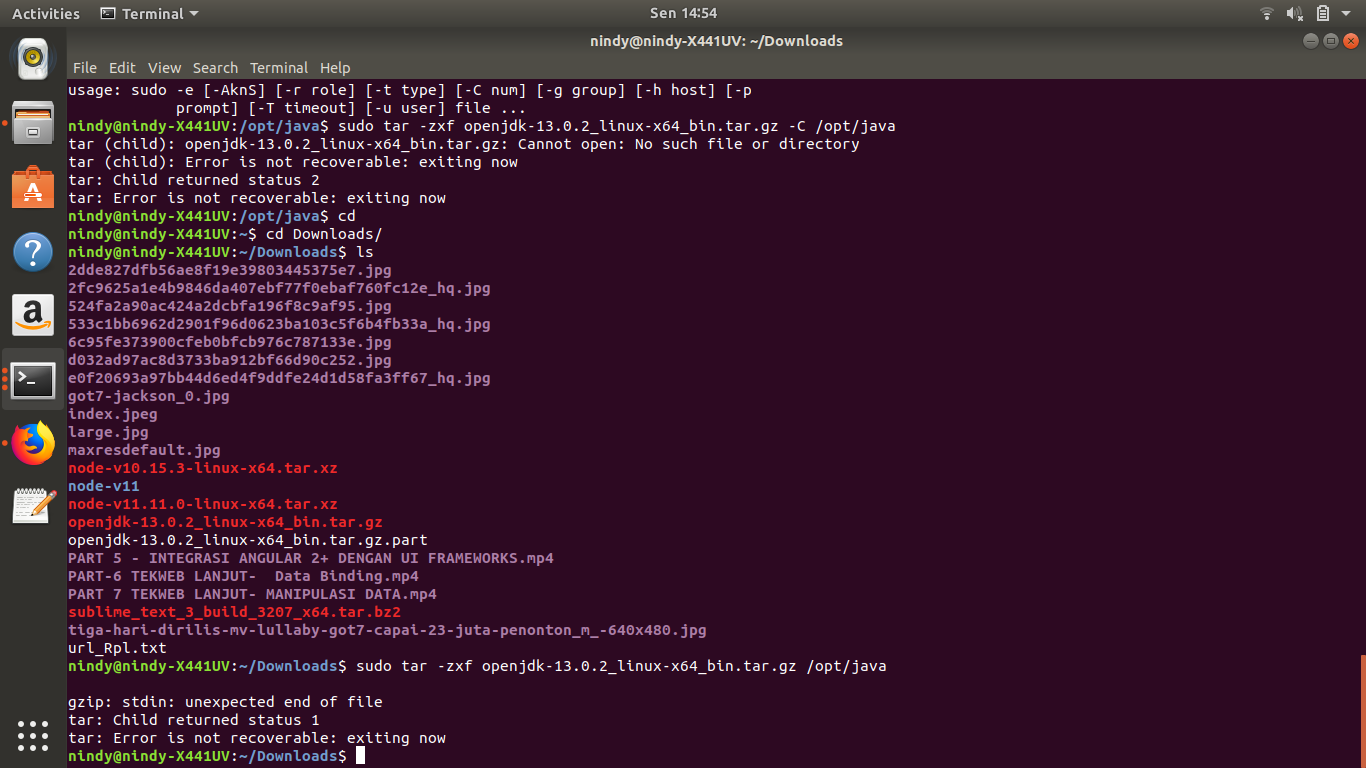 Activities
Terminal
Sen 14:54
nindy@nindy-X441UV: ~/Downloads
File Edit View Search Terminal Help
usage: sudo -e [-AknS] [-r role] [-t type] [-C num] [-g group] [-h host] [-p
            prompt] [-T timeout] [-u user] file ...
nindy@nindy-X441UV:/opt/java$ sudo tar -zxf openjdk-13.0.2_linux-x64_bin.tar.gz -C /opt/java
tar (child): openjdk-13.0.2_linux-x64_bin.tar.gz: Cannot open: No such file or directory
tar (child): Error is not recoverable: exiting now
tar: Child returned status 2
tar: Error is not recoverable: exiting now
nindy@nindy-X441UV:/opt/java$ cd
nindy@nindy-X441UV:~$ cd Downloads/
nindy@nindy-X441UV:~/Downloads$ ls
2dde827dfb56ae8f19e39803445375e7.jpg
2fc9625a1e4b9846da407ebf77f0ebaf760fc12e_hq.jpg
524fa2a90ac424a2dcbfa196f8c9af95.jpg
533c1bb6962d2901f96d0623ba103c5f6b4fb33a_hq.jpg
6c95fe373900cfeb0bfcb976c787133e.jpg
d032ad97ac8d3733ba912bf66d90c252.jpg
e0f20693a97bb44d6ed4f9ddfe24d1d58fa3ff67_hq.jpg
got7-jackson_0.jpg
index.jpeg
large.jpg
maxresdefault.jpg
node-v10.15.3-linux-x64.tar.xz
node-v11
node-v11.11.0-linux-x64.tar.xz
openjdk-13.0.2_linux-x64_bin.tar.gz
openjdk-13.0.2_linux-x64_bin.tar.gz.part
PART 5 - INTEGRASI ANGULAR 2+ DENGAN UI FRAMEWORKS.mp4
PART-6 TEKWEB LANJUT-  Data Binding.mp4
PART 7 TEKWEB LANJUT- MANIPULASI DATA.mp4
sublime_text_3_build_3207_x64.tar.bz2
tiga-hari-dirilis-mv-lullaby-got7-capai-23-juta-penonton_m_-640x480.jpg
url_Rpl.txt
nindy@nindy-X441UV:~/Downloads$ sudo tar -zxf openjdk-13.0.2_linux-x64_bin.tar.gz /opt/java
gzip: stdin: unexpected end of file
tar: Child returned status 1
tar: Error is not recoverable: exiting now
nindy@nindy-X441UV:~/Downloads$